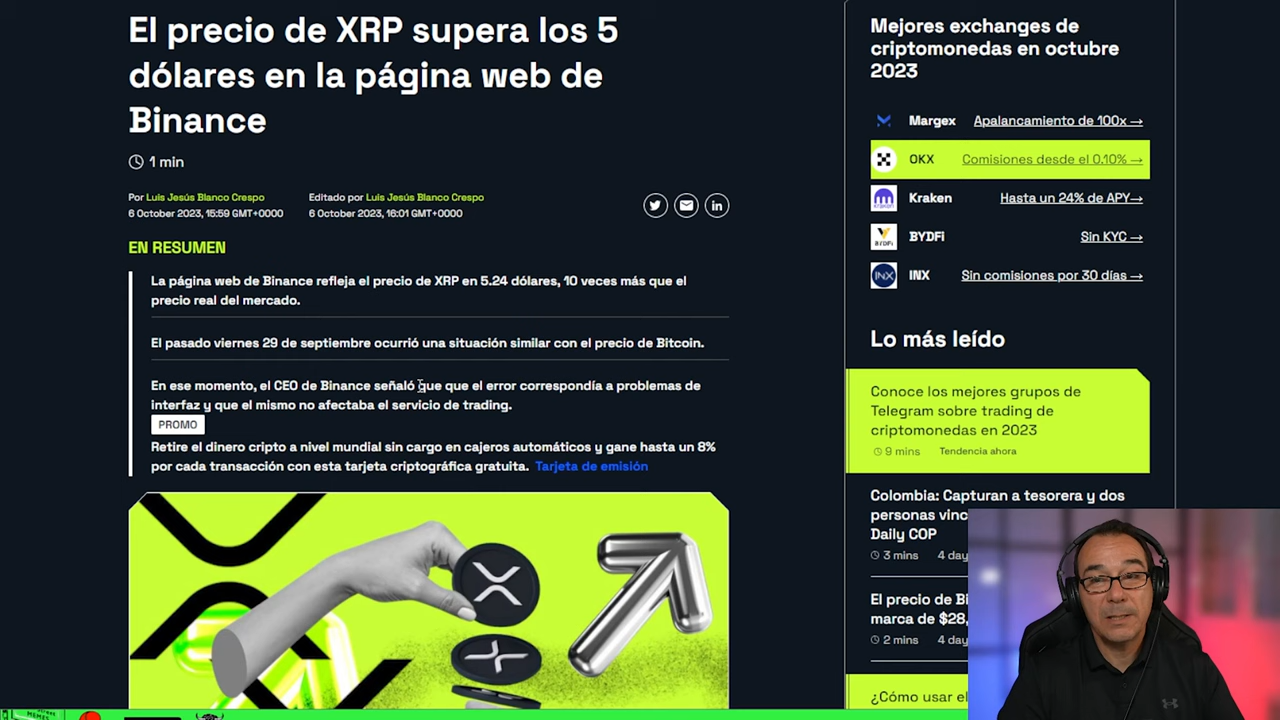 El precio de XRP supera los 5
dólares en la página web de
Binance
1 min
Por Luis Jesús Blanco Crespo
6 October 2023, 15:59 GMT+0000
Editado por Luis Jesús Blanco Crespo
6 October 2023, 16:01 GMT+0000
EN RESUMEN
La página web de Binance refleja el precio de XRP en 5.24 dólares, 10 veces más que el
precio real del mercado.
El pasado viernes 29 de septiembre ocurrió una situación similar con el precio de Bitcoin.
En ese momento, el CEO de Binance señaló que que el error correspondía a problemas de
interfaz y que el mismo no afectaba el servicio de trading.
PROMO
Retire el dinero cripto a nivel mundial sin cargo en cajeros automáticos y gane hasta un 8%
por cada transacción con esta tarjeta criptográfica gratuita. Tarjeta de emisión
Mejores exchanges de
criptomonedas en octubre
2023
Margex Apalancamiento de 100x →
OKX Comisiones desde el 0.10% →
Kraken Hasta un 24% de APY→
BYDFi Sin KYC →
INX Sin comisiones por 30 días →
Lo más leído
Conoce los mejores grupos de
Telegram sobre trading de
criptomonedas en 2023
9 mins Tendencia ahora
Colombia: Capturan a tesorera y dos
personas vinc
Daily COP
3 mins 4 day
El precio de Bi
marca de $28,
2 mins 4 day
¿Cómo usar el